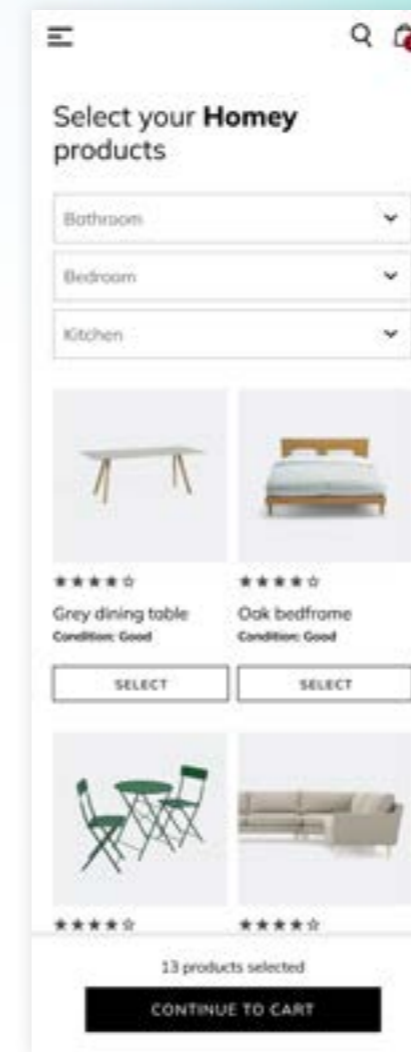 Select your Homey
products
Bathroom
Bedroom
Kitchen
Grey dining table
Condition: Good
SELECT
Oak bedframe
Condition: Good
SELECT
13 products selected
CONTINUE TO CART